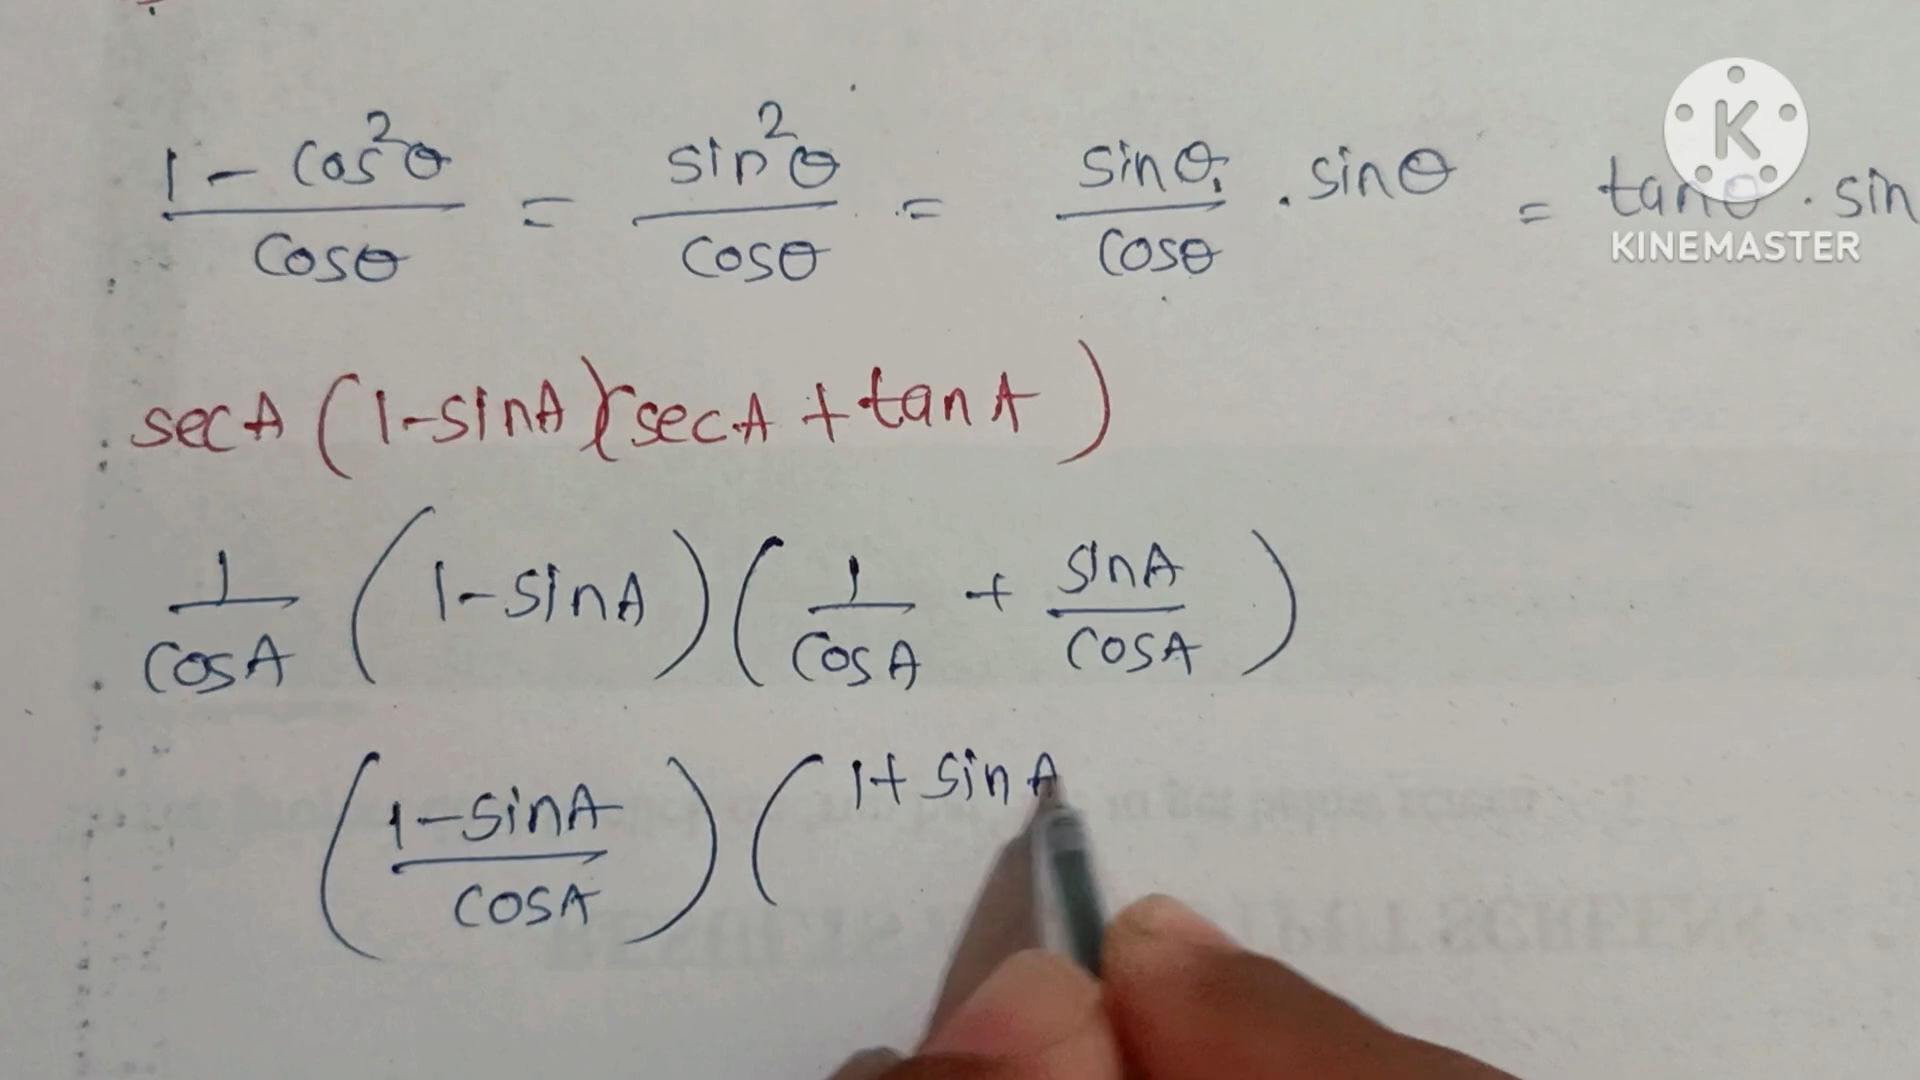 1 - cos²θ / cosθ = sin²θ / cosθ = sinθ / cosθ . sinθ = tanθ . sin
K
KINEMASTER
secA (1-sinA)(secA + tanA)
1 / cosA (1-sinA) (1 / cosA + sinA / cosA)
(1-sinA / cosA) (1+ sinA